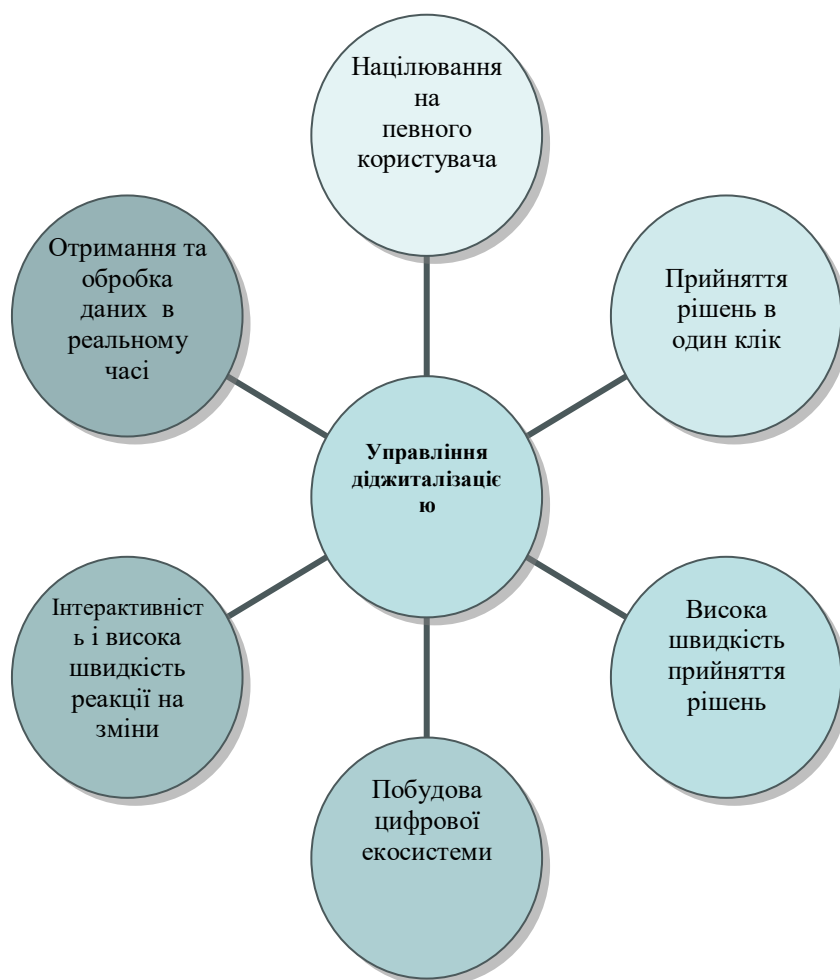 Націлювання
на
певного
користувача
Прийняття
рішень в
один клік
Висока
швидкість
прийняття
рішень
Побудова
цифрової
екосистеми
Інтерактивніст
ь і висока
швидкість
реакції на
зміни
Отримання та
обробка
даних в
реальному
часі
Управління
діджиталізаціє
ю